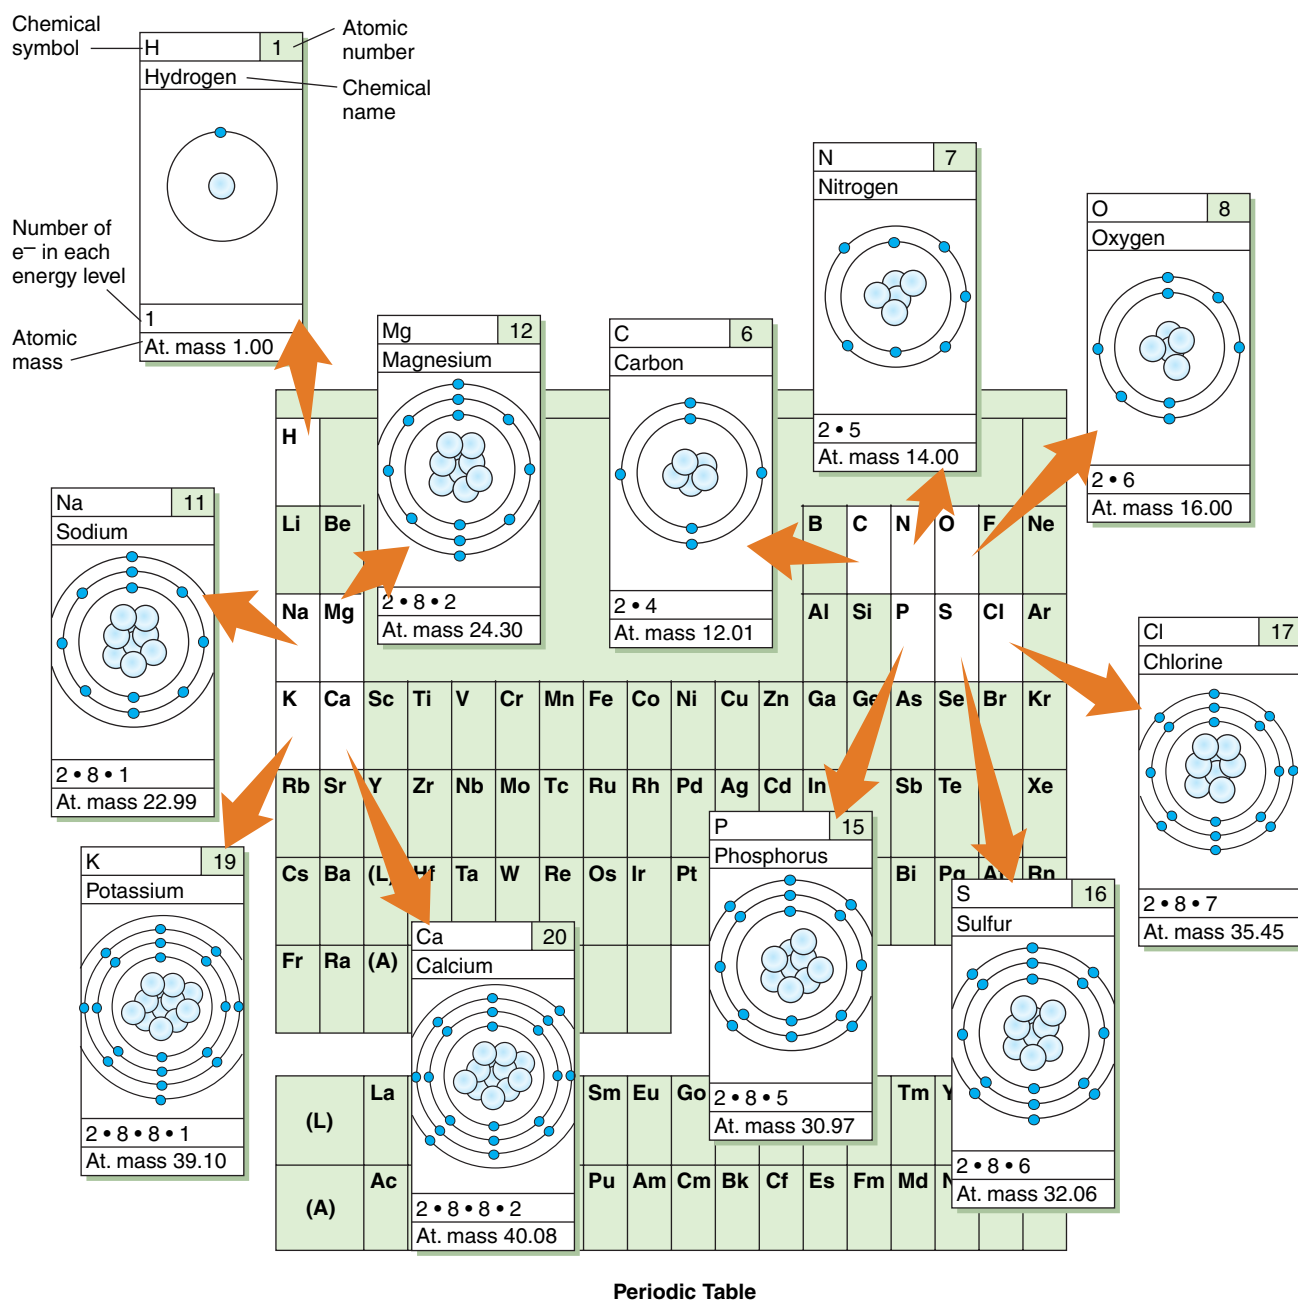 Chemical
symbol
H 1
Atomic
number
Hydrogen
Chemical
name
Number of
e– in each
energy level
1
Atomic
mass
At. mass 1.00
N 7
Nitrogen
2 • 5
At. mass 14.00
O 8
Oxygen
2 • 6
At. mass 16.00
Mg 12
Magnesium
2 • 8 • 2
At. mass 24.30
C 6
Carbon
2 • 4
At. mass 12.01
Na 11
Sodium
2 • 8 • 1
At. mass 22.99
Cl 17
Chlorine
2 • 8 • 7
At. mass 35.45
K 19
Potassium
2 • 8 • 8 • 1
At. mass 39.10
Ca 20
Calcium
2 • 8 • 8 • 2
At. mass 40.08
P 15
Phosphorus
2 • 8 • 5
At. mass 30.97
S 16
Sulfur
2 • 8 • 6
At. mass 32.06
H
Li Be B C N O F Ne
Na Mg Al Si P S Cl Ar
K Ca Sc Ti V Cr Mn Fe Co Ni Cu Zn Ga Ge As Se Br Kr
Rb Sr Y Zr Nb Mo Tc Ru Rh Pd Ag Cd In Sb Te Xe
Cs Ba (L) Hf Ta W Re Os Ir Pt Bi Rn
Fr Ra (A)
(L) La Sm Eu Go Tm
(A) Ac Pu Am Cm Bk Cf Es Fm Md
Periodic Table